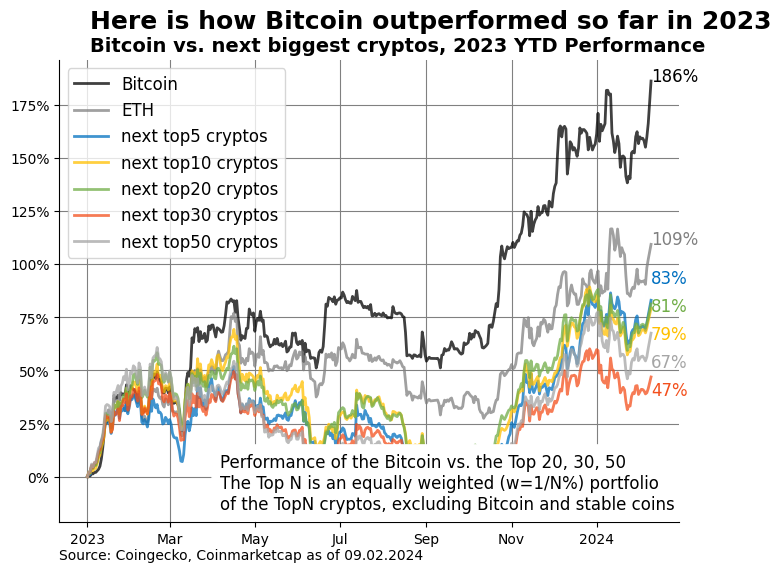 Here is how Bitcoin outperformed so far in 2023
Bitcoin vs. next biggest cryptos, 2023 YTD Performance
Bitcoin
ETH
next top5 cryptos
next top10 cryptos
next top20 cryptos
next top30 cryptos
next top50 cryptos
175%
150%
125%
100%
75%
50%
25%
0%
186%
109%
83%
81%
79%
67%
47%
Performance of the Bitcoin vs. the Top 20, 30, 50
The Top N is an equally weighted (w=1/N%) portfolio
of the TopN cryptos, excluding Bitcoin and stable coins
2023 Mar May Jul Sep Nov 2024
Source: Coingecko, Coinmarketcap as of 09.02.2024